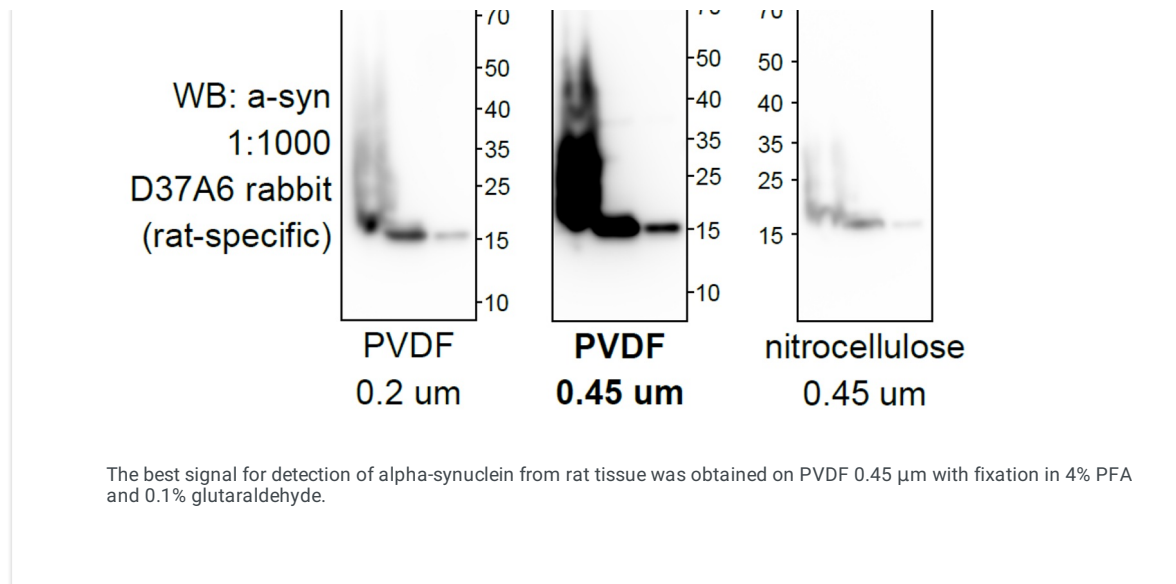 70 70 70
50 50 50
WB: a-syn 40 40 40
1:1000 35 35 35
D37A6 rabbit 25 25 25
(rat-specific) 15 15 15
10 10
PVDF PVDF nitrocellulose
0.2 um 0.45 um 0.45 um
The best signal for detection of alpha-synuclein from rat tissue was obtained on PVDF 0.45 µm with fixation in 4% PFA
and 0.1% glutaraldehyde.